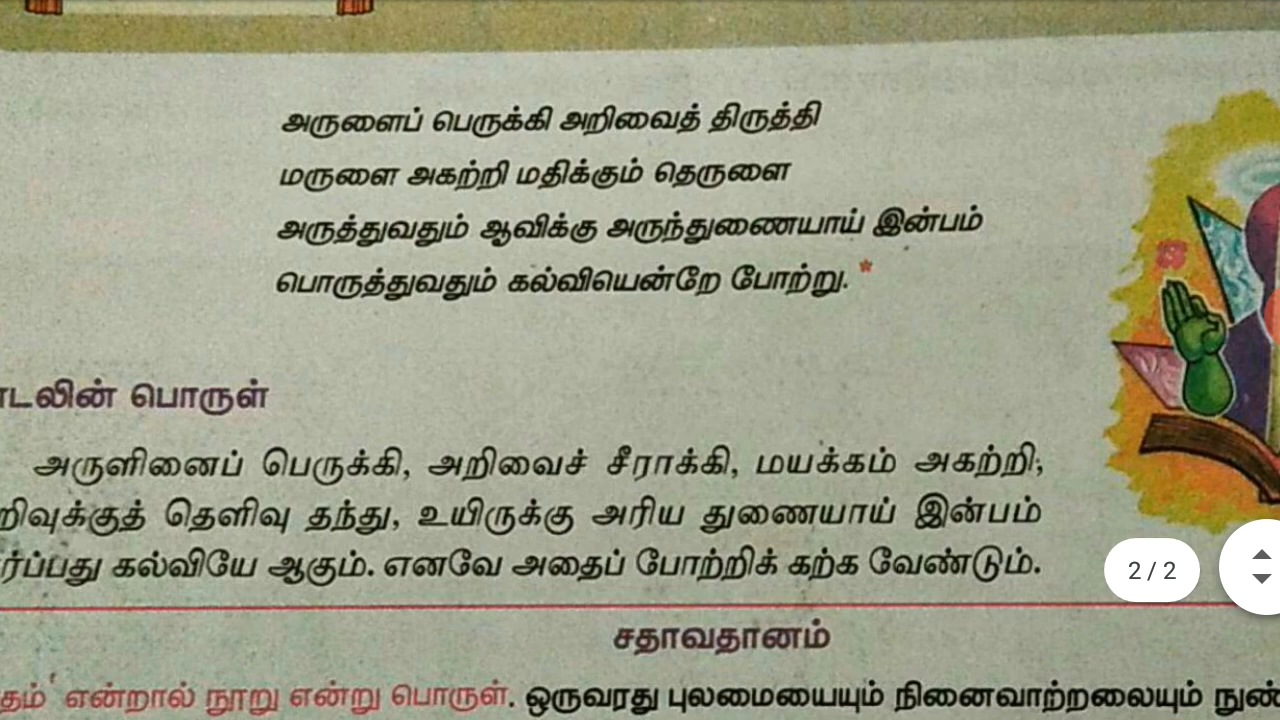 அருளைப் பெருக்கி அறிவைத் திருத்தி
மருளை அகற்றி மதிக்கும் தெருளை
அருத்துவதும் ஆவிக்கு அருந்துணையாய் இன்பம்
பொருத்துவதும் கல்வியென்றே போற்று. *
டலின் பொருள்
அருளினைப் பெருக்கி, அறிவைச் சீராக்கி, மயக்கம் அகற்றி,
றிவுக்குத் தெளிவு தந்து, உயிருக்கு அரிய துணையாய் இன்பம்
ர்ப்பது கல்வியே ஆகும். எனவே அதைப் போற்றிக் கற்க வேண்டும்.
2 / 2
சதாவதானம்
தம்' என்றால் நூறு என்று பொருள். ஒருவரது புலமையையும் நினைவாற்றலையும் நுண்